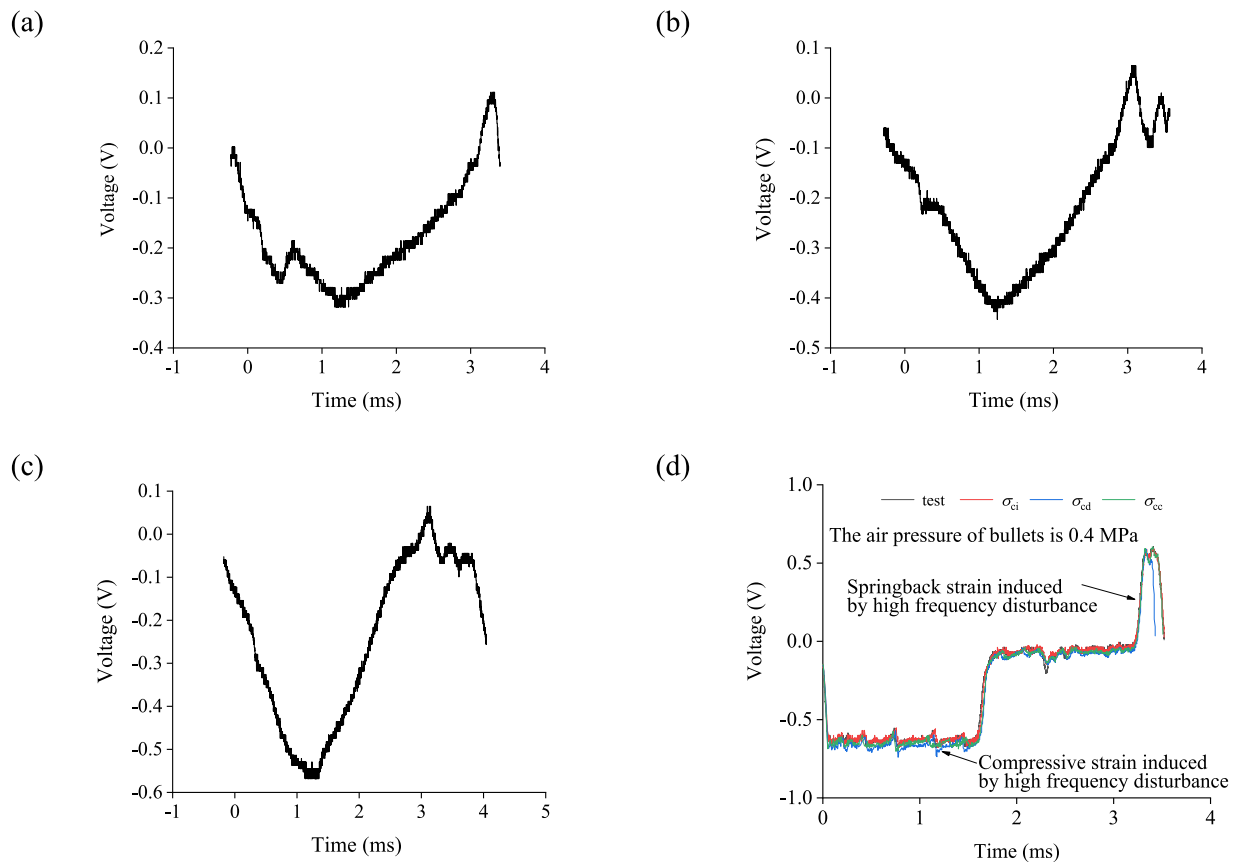 (a)
0.2
0.1
0.0
-0.1
-0.2
-0.3
-0.4
Voltage (V)
-1 0 1 2 3 4
Time (ms)
(b)
0.1
0.0
-0.1
-0.2
-0.3
-0.4
-0.5
Voltage (V)
-1 0 1 2 3 4
Time (ms)
(c)
0.1
0.0
-0.1
-0.2
-0.3
-0.4
-0.5
-0.6
Voltage (V)
-1 0 1 2 3 4 5
Time (ms)
(d)
1.0
0.5
0.0
-0.5
-1.0
Voltage (V)
test σci σcd σcc
The air pressure of bullets is 0.4 MPa
Springback strain induced
by high frequency disturbance
Compressive strain induced
by high frequency disturbance
0 1 2 3 4
Time (ms)